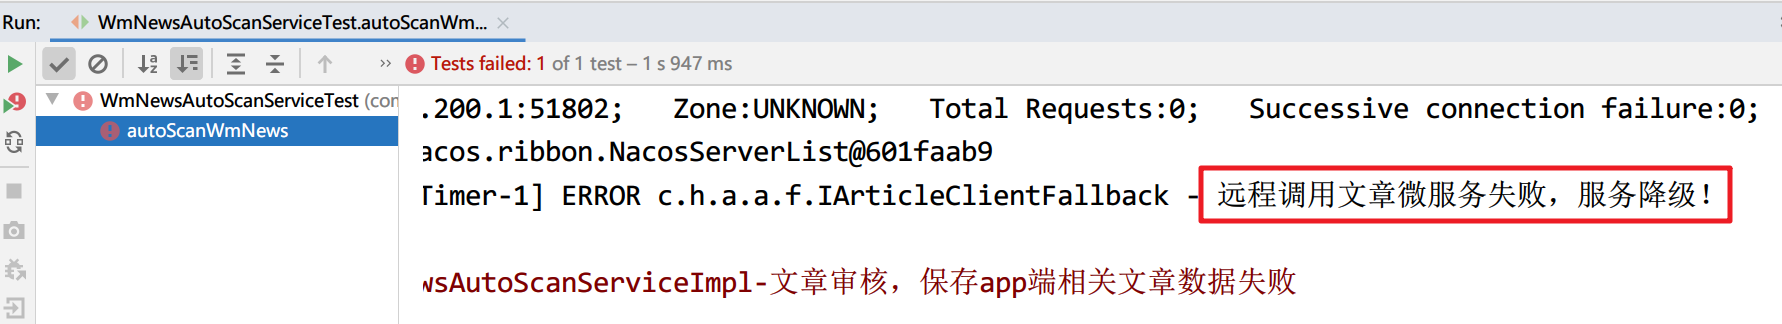 Run: WmNewsAutoScanServiceTest.autoScanWm...
Tests failed: 1 of 1 test – 1 s 947 ms
WmNewsAutoScanServiceTest (con
autoScanWmNews
.200.1:51802; Zone:UNKNOWN; Total Requests:0; Successive connection failure:0;
acos.ribbon.NacosServerList@601faab9
Timer-1] ERROR c.h.a.a.f.IArticleClientFallback - 远程调用文章微服务失败，服务降级！
wsAutoScanServiceImpl-文章审核，保存app端相关文章数据失败